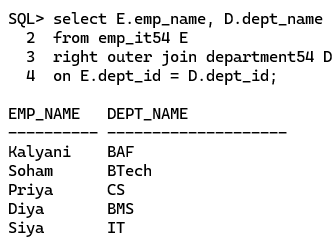 SQL> select E.emp_name, D.dept_name
  2  from emp_it54 E
  3  right outer join department54 D
  4  on E.dept_id = D.dept_id;

EMP_NAME   DEPT_NAME
---------- --------------------
Kalyani    BAF
Soham      BTech
Priya      CS
Diya       BMS
Siya       IT